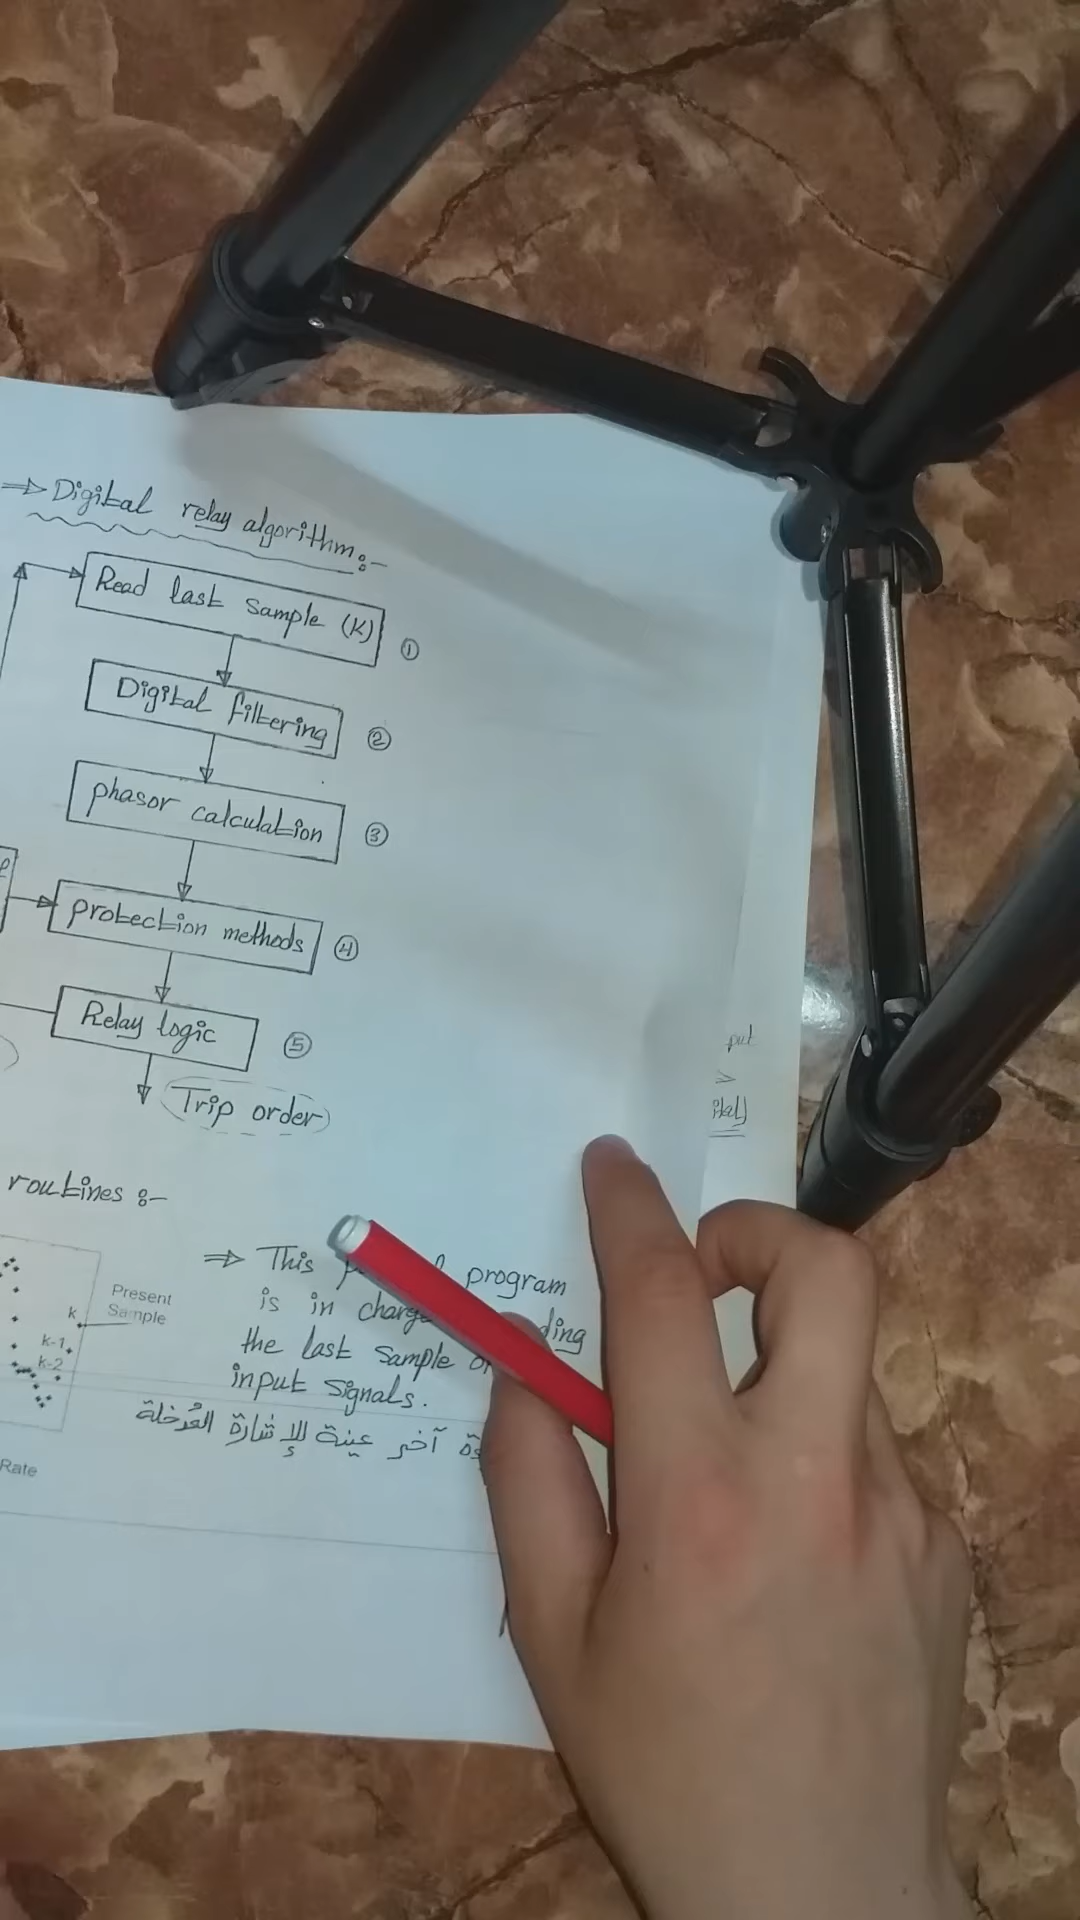 ⇒ Digital relay algorithm:-
Read last sample (K) ①
Digital filtering ②
phasor calculation ③
protection methods ④
Relay logic ⑤
Trip order
put
>
routines :-
⇒ This program
is in
the last sample
input signals.
آخر عينة للإشارة المُدخلة
Present
Sample
k
k-1
k-2
Rate